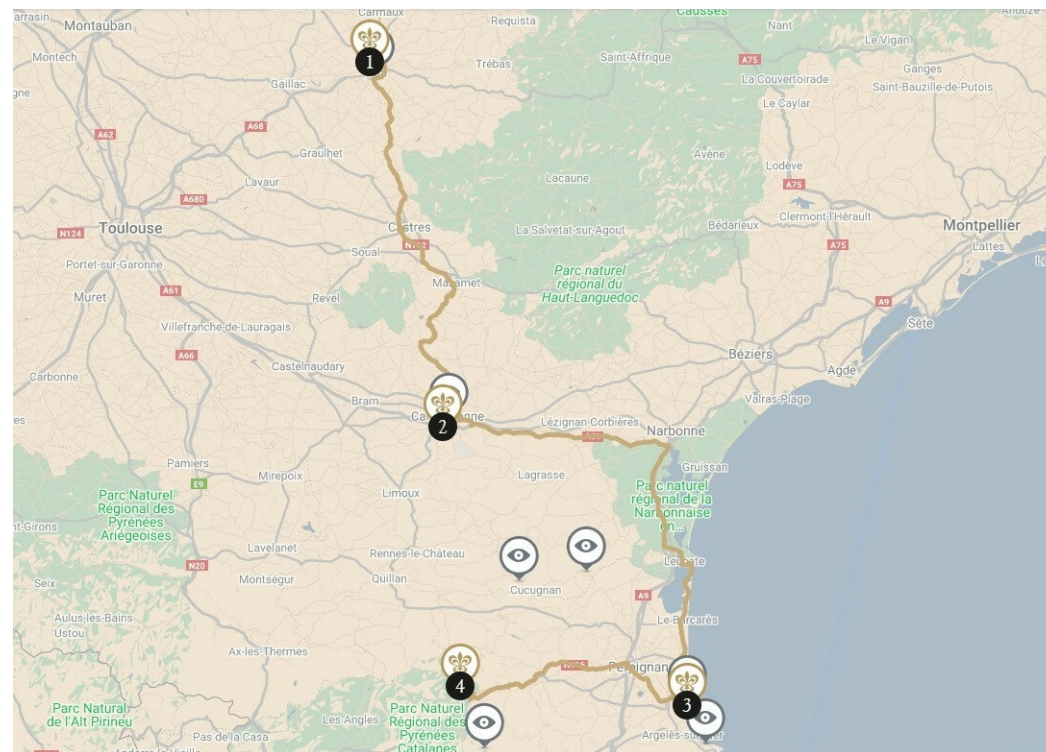 Carmaux
Montauban
Requista
Causses
Nant
Le Vigan
Montech
1
Trébas
Saint-Affrique
A75
La Couvertoirade
Ganges
Gaillac
Saint-Bauzille-de-Putois
Le Caylar
A62
A68
Graulhet
Avène
Lodève
Lavaur
Lacaune
A75
A680
Toulouse
Castres
La Salvetat-sur-Agout
Bédarieux
Clermont-l'Hérault
Montpellier
N124
Soual
A75
Lattes
Portet-sur-Garonne
Parc naturel
régional du
Haut-Languedoc
Muret
A61
Revel
A9
Villefranche-de-Lauragais
Sète
A66
Béziers
Castelnaudary
Agde
Carbonne
Bram
Valras-Plage
2
Lézignan-Corbières
Narbonne
Pamiers
Mirepoix
Lagrasse
Gruissan
E9
Limoux
Parc Naturel
Régional des
Pyrénées
Ariégeoises
Parc naturel
régional de la
Narbonnaise
en...
Lavelanet
Rennes-le-Château
Leucate
N20
Seix
Montségur
Quillan
Cucugnan
A9
Aulus-les-Bains
Ustou
Le Barcarès
Ax-les-Thermes
4
3
Parc Natural
de l'Alt Pirineu
Les Angles
Parc Naturel
Régional des
Pyrénées
Catalanes
Pas de la Casa